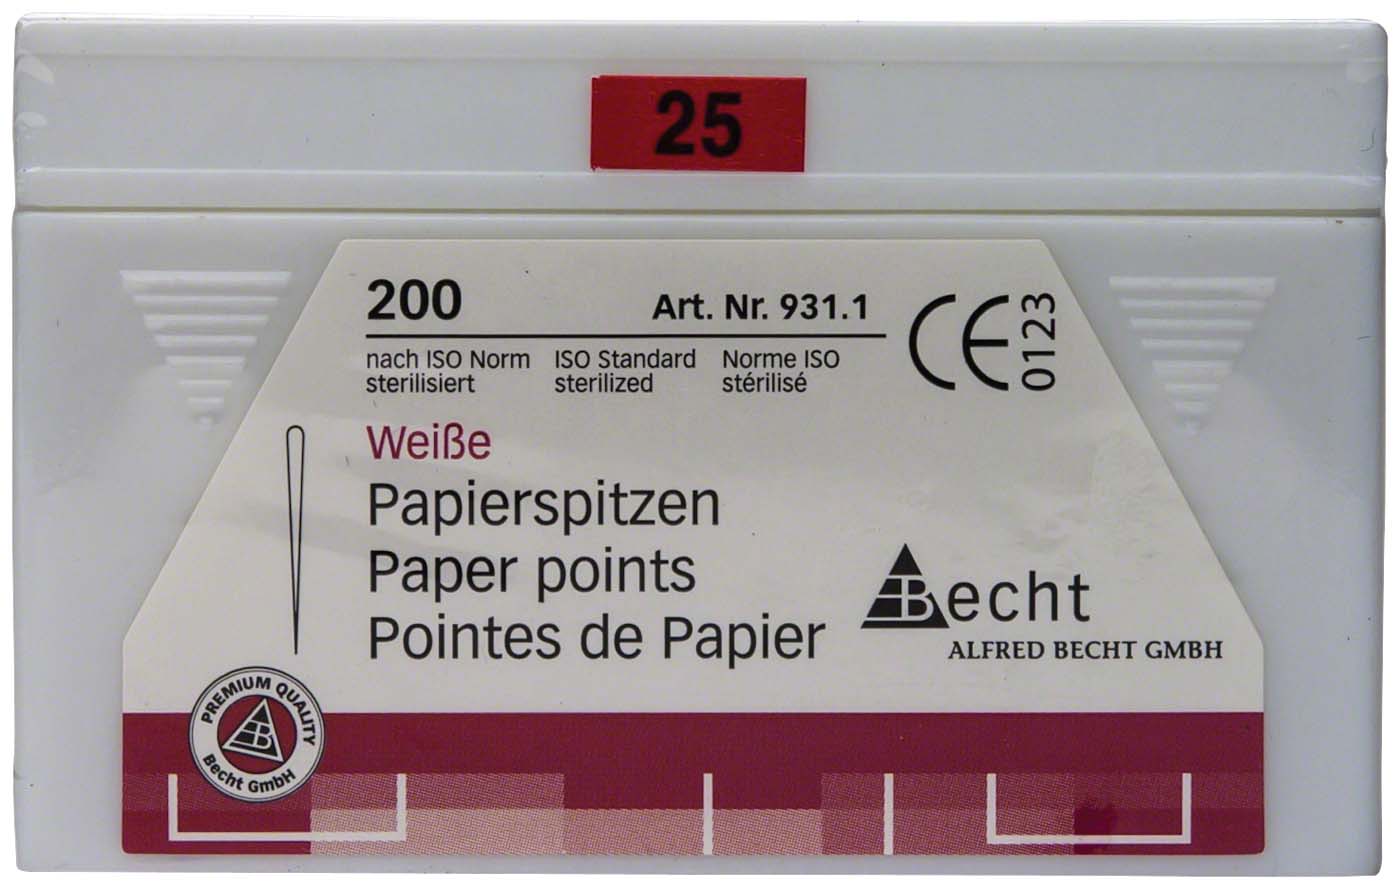 25
200 Art. Nr. 931.1
CE 0123
nach ISO Norm ISO Standard Norme ISO
sterilisiert sterilized stérilisé
Weiße
Papierspitzen
Paper points
Pointes de Papier
Becht
ALFRED BECHT GMBH
PREMIUM QUALITY
B
Becht GmbH